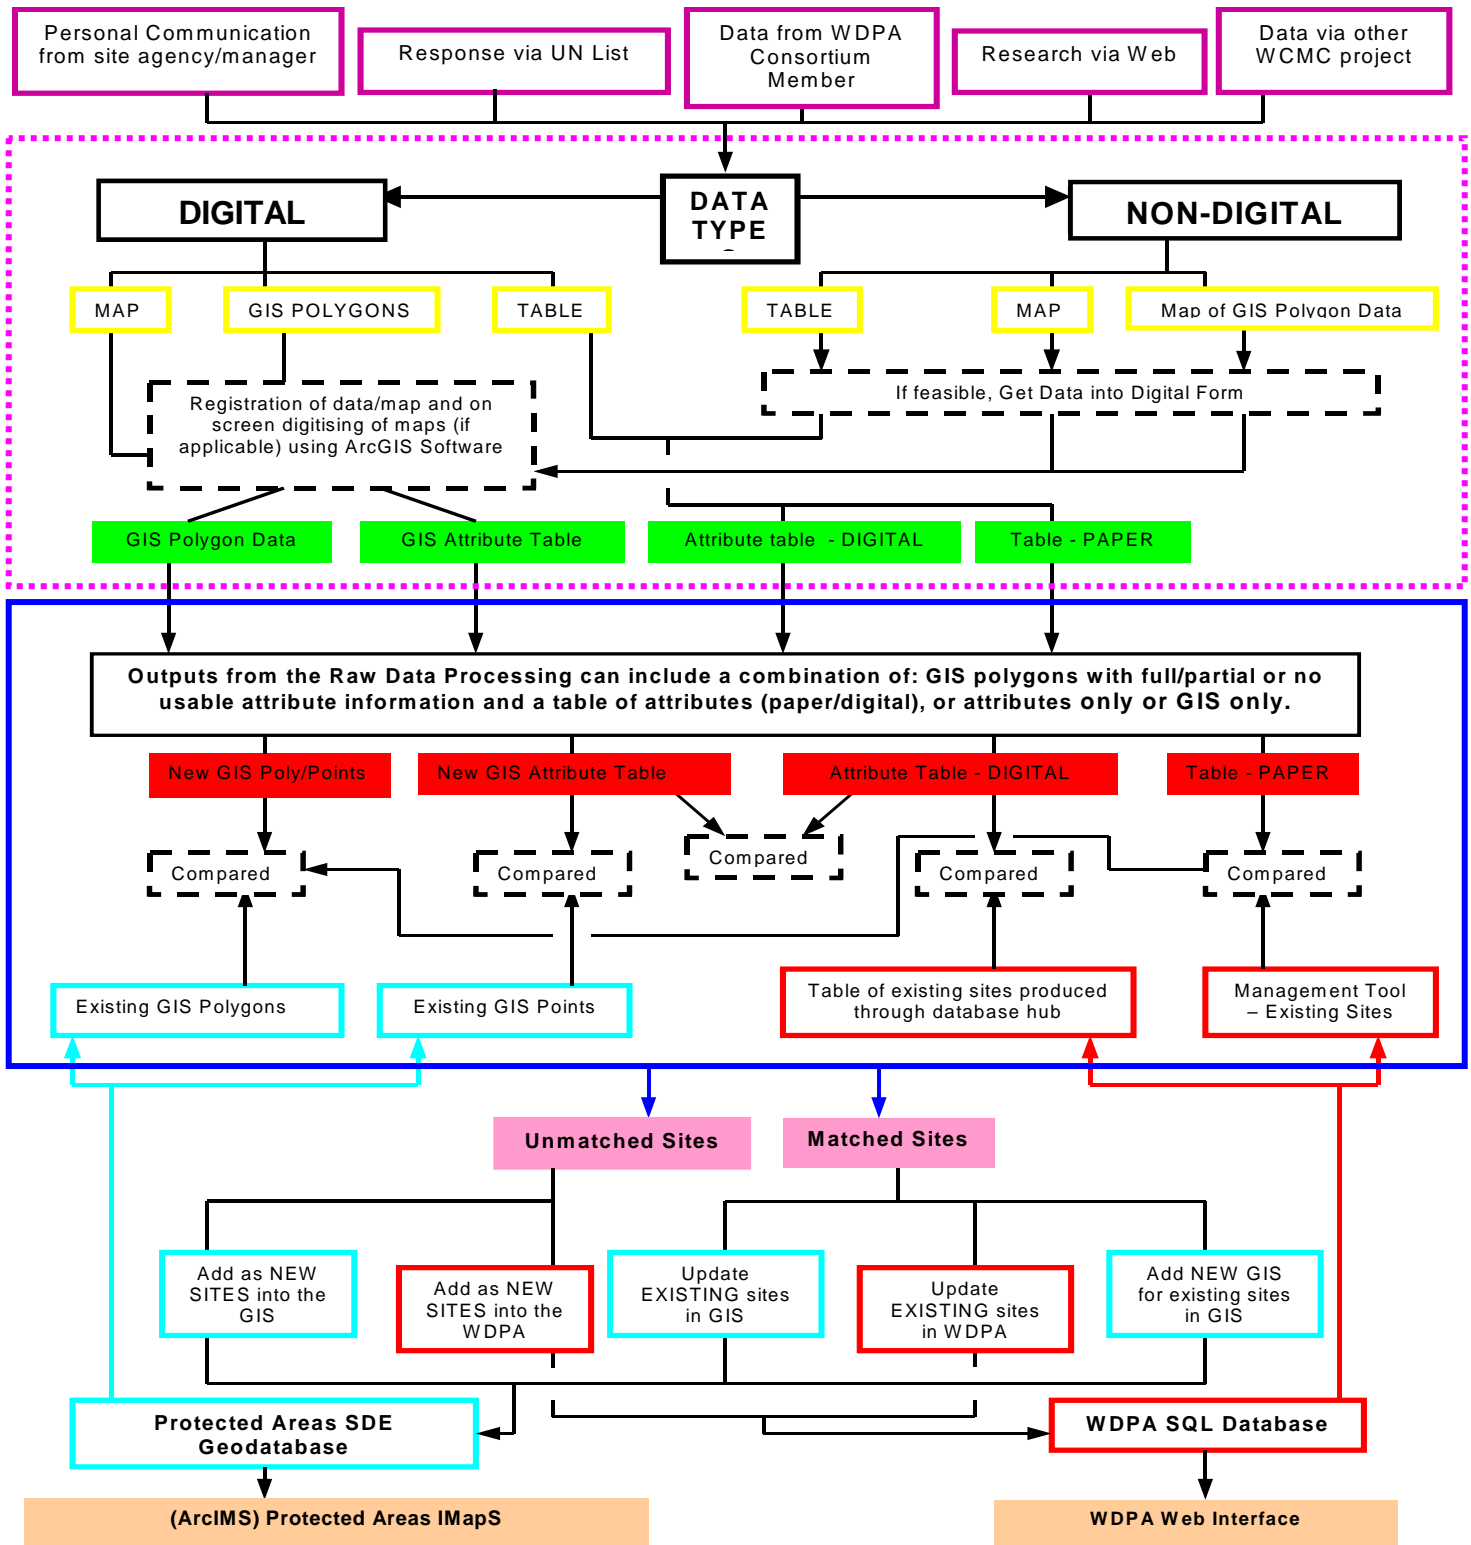 Personal Communication
from site agency/manager
Response via UN List
Data from WDPA
Consortium
Member
Research via Web
Data via other
WCMC project
DATA
TYPE
DIGITAL
NON-DIGITAL
MAP
GIS POLYGONS
TABLE
TABLE
MAP
Map of GIS Polygon Data
Registration of data/map and on
screen digitising of maps (if
applicable) using ArcGIS Software
If feasible, Get Data into Digital Form
GIS Polygon Data
GIS Attribute Table
Attribute table - DIGITAL
Table - PAPER
Outputs from the Raw Data Processing can include a combination of: GIS polygons with full/partial or no
usable attribute information and a table of attributes (paper/digital), or attributes only or GIS only.
New GIS Poly/Points
New GIS Attribute Table
Attribute Table - DIGITAL
Table - PAPER
Compared
Compared
Compared
Compared
Compared
Existing GIS Polygons
Existing GIS Points
Table of existing sites produced
through database hub
Management Tool
– Existing Sites
Unmatched Sites
Matched Sites
Add as NEW
SITES into the
GIS
Add as NEW
SITES into the
WDPA
Update
EXISTING sites
in GIS
Update
EXISTING sites
in WDPA
Add NEW GIS
for existing sites
in GIS
Protected Areas SDE
Geodatabase
WDPA SQL Database
(ArcIMS) Protected Areas IMapS
WDPA Web Interface